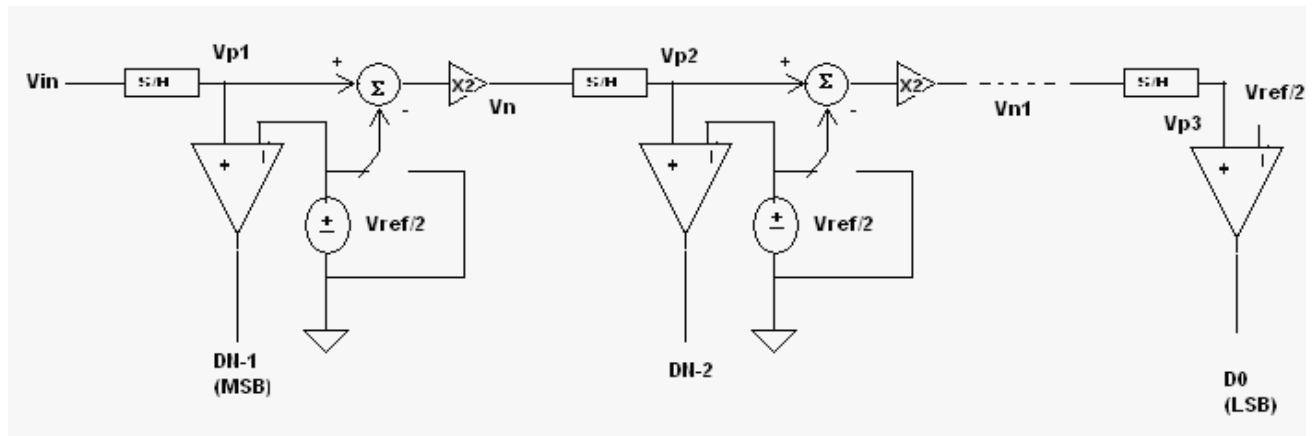 Vin
S/H
Vp1
+
Σ
-
X2
Vn
S/H
Vp2
+
Σ
-
X2
Vn1
S/H
Vp3
Vref/2
+
-
+
-
+
-
+
-
Vref/2
+
-
Vref/2
DN-1
(MSB)
DN-2
D0
(LSB)